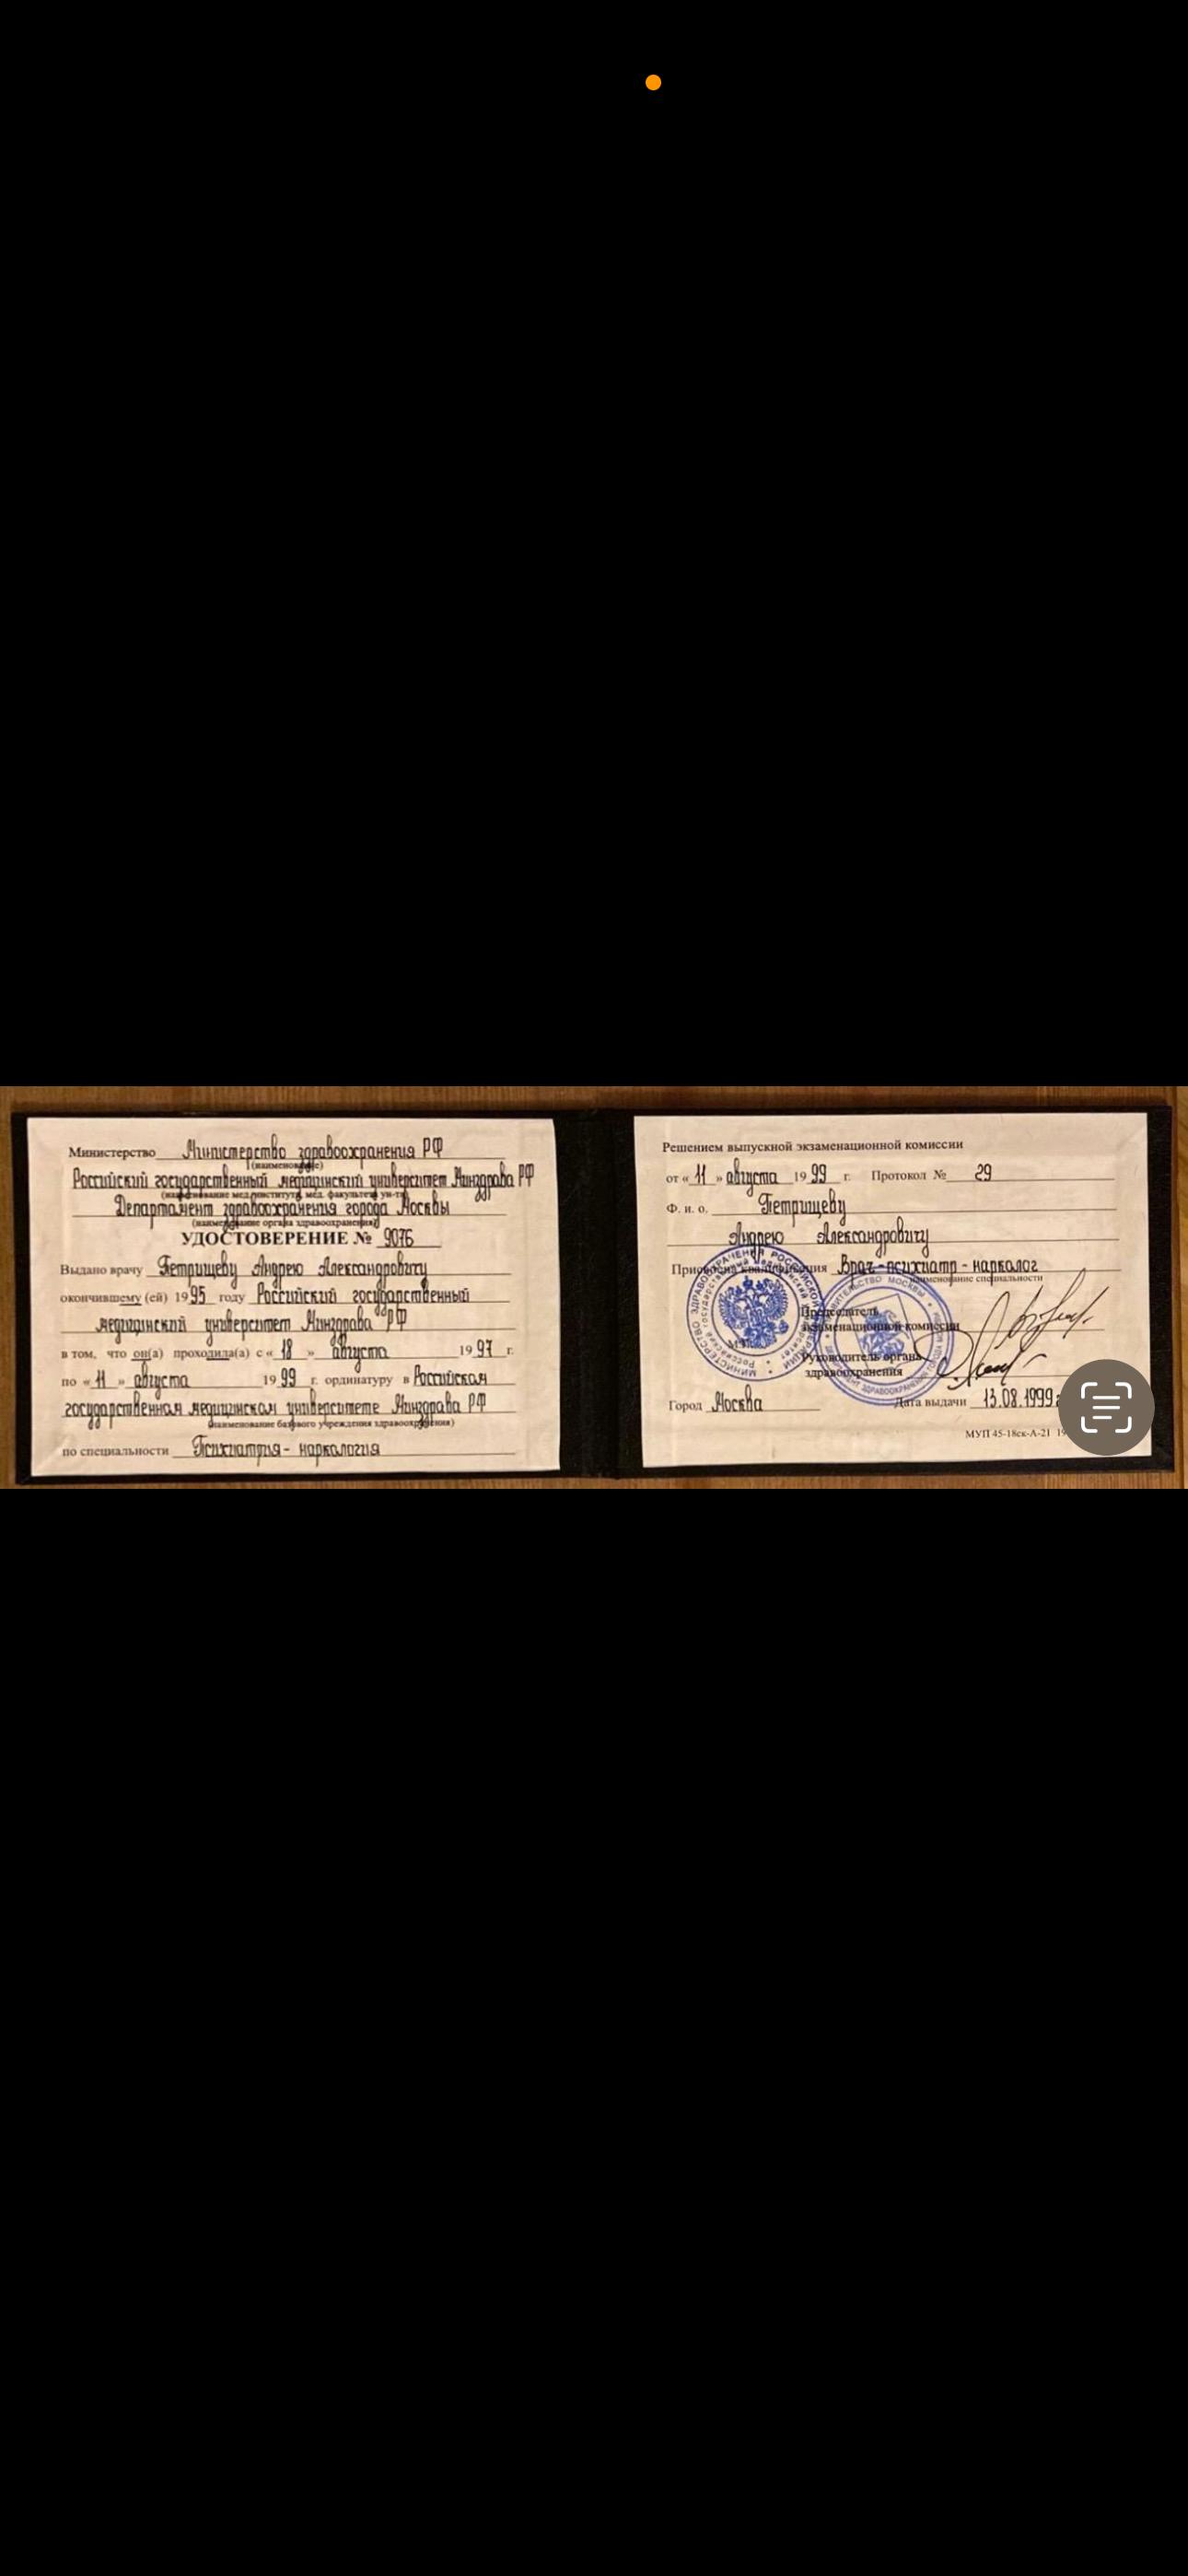 Министерство Министерство здравоохранения РФ
(наименование)
Российский государственный медицинский университет Минздрава РФ
(наименование мед. института, мед. факультета ун-та)
Департамент здравоохранения города Москвы
(наименование органа здравоохранения)
УДОСТОВЕРЕНИЕ № 9076
Выдано врачу Петрищеву Андрею Александровичу
окончившему (ей) 1995 году Российский государственный
медицинский университет Минздрава РФ
в том, что он(а) проходила(а) с « 18 » августа 1997 г.
по « 11 » августа 1999 г. ординатуру в Российском
государственном медицинском университете Минздрава РФ
(наименование базового учреждения здравоохранения)
по специальности Психиатрия - наркология
Решением выпускной экзаменационной комиссии
от « 11 » августа 1999 г. Протокол № 29
Ф. и. о. Петрищеву
Андрею Александровичу
Присвоена квалификация Врач-психиатр - нарколог
наименование специальности
Председатель
экзаменационной комиссии
Руководитель органа
здравоохранения
М.П.
Город Москва Дата выдачи 13.08.1999г
МУП 45-18ск-А-21 19